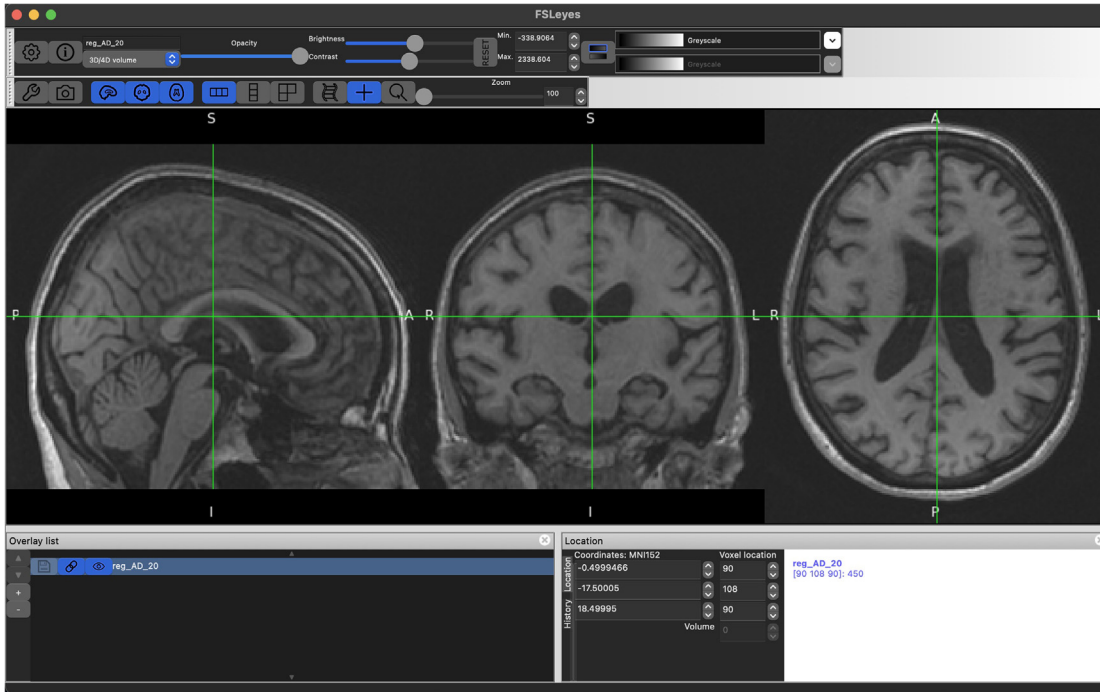 FSLeyes
reg_AD_20
3D/4D volume
Opacity
Brightness
Contrast
RESET
Min.
-338.9064
Max.
2338.604
Greyscale
Greyscale
Zoom
100
S
S
A
P
A
R
L
R
L
I
I
P
Overlay list
reg_AD_20
+
-
Location
Location
History
Coordinates: MNI152
Voxel location
-0.4999466
90
-17.50005
108
18.49995
90
Volume
0
reg_AD_20
[90 108 90]: 450